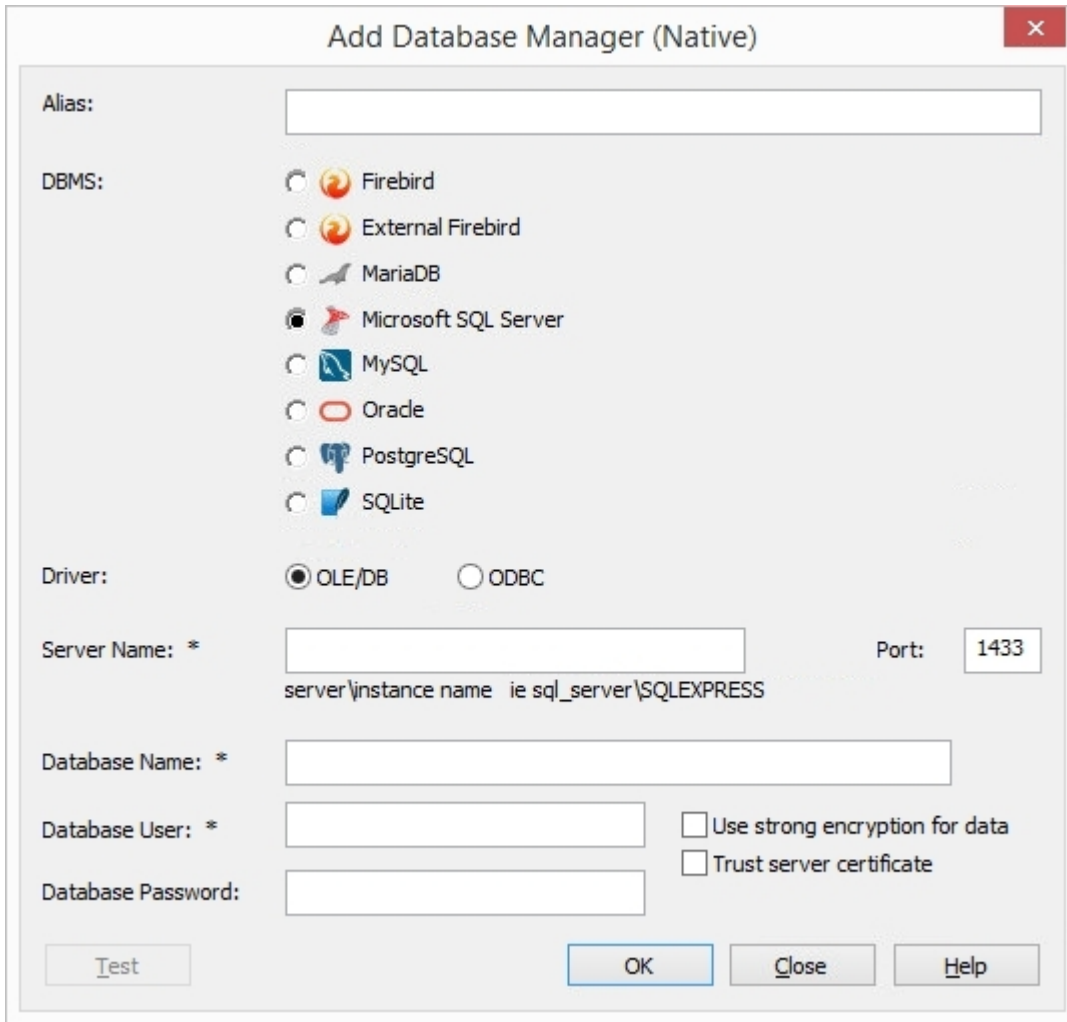 Add Database Manager (Native)
Alias:
DBMS:
Firebird
External Firebird
MariaDB
Microsoft SQL Server
MySQL
Oracle
PostgreSQL
SQLite
Driver:
OLE/DB ODBC
Server Name: * Port: 1433
server\instance name ie sql_server\SQLEXPRESS
Database Name: *
Database User: * Use strong encryption for data
Trust server certificate
Database Password:
Test OK Close Help